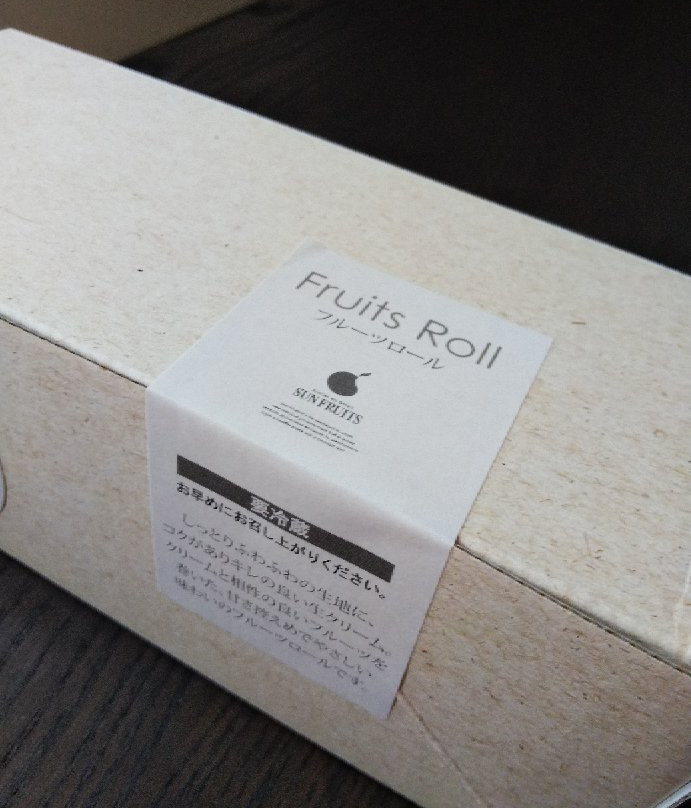 Fruits Roll
フルーツロール
SUN FRUITS
要冷蔵
お早めにお召し上がりください。
しっとりふわふわの生地に、
コクがありキレの良い生クリーム。
クリームと相性の良いフルーツを
巻いた、甘さ控えめでやさしい
味わいのフルーツロールです